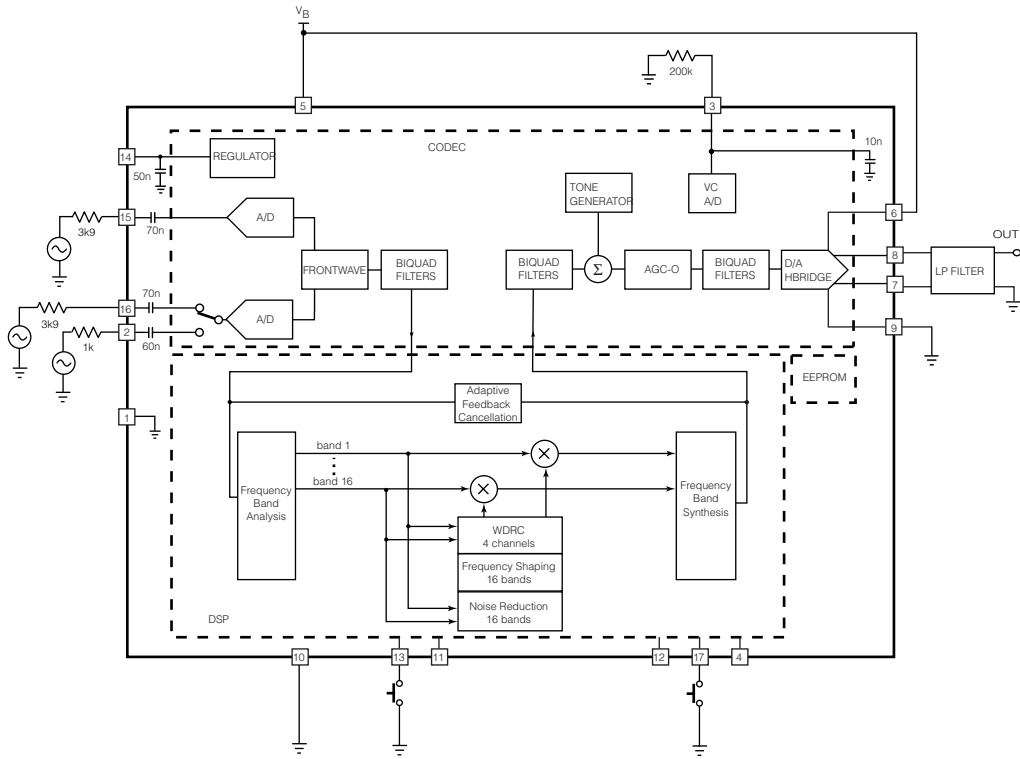 VB
200k
5
3
CODEC
10n
14
REGULATOR
50n
TONE
GENERATOR
VC
A/D
15
3k9
70n
A/D
6
OUT
FRONTWAVE
BIQUAD
FILTERS
BIQUAD
FILTERS
Σ
AGC-O
BIQUAD
FILTERS
D/A
HBRIDGE
8
7
LP FILTER
16
70n
3k9
2
1k
60n
A/D
9
EEPROM
Adaptive
Feedback
Cancellation
1
band 1
band 16
Frequency
Band
Analysis
Frequency
Band
Synthesis
WDRC
4 channels
Frequency Shaping
16 bands
Noise Reduction
16 bands
DSP
10
13
11
12
17
4